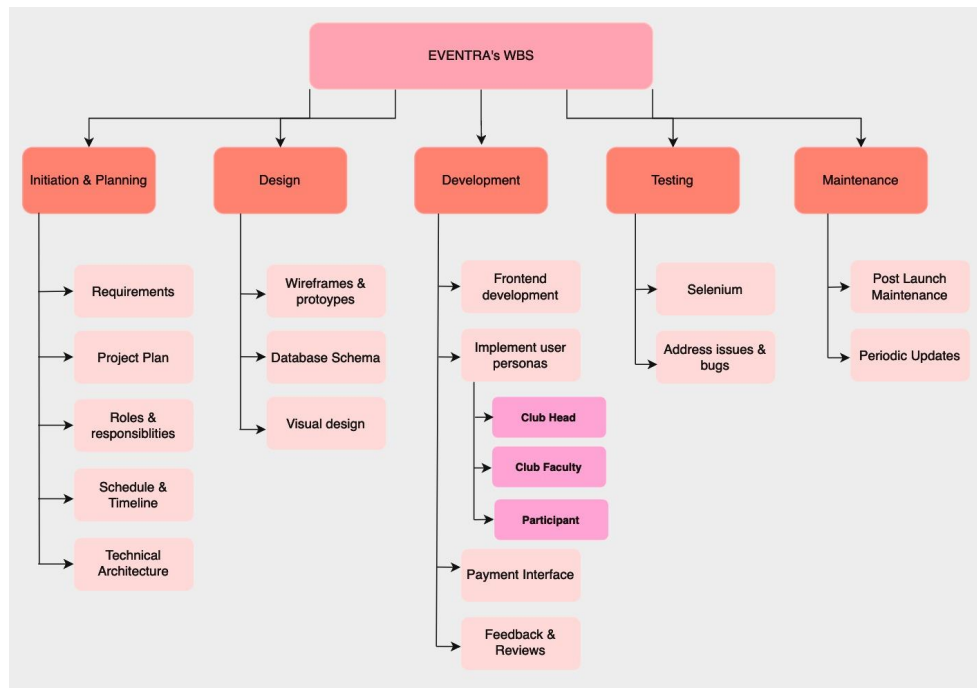 EVENTRA's WBS
Initiation & Planning
Requirements
Project Plan
Roles &
responsiblities
Schedule &
Timeline
Technical
Architecture
Design
Wireframes &
protoypes
Database Schema
Visual design
Development
Frontend
development
Implement user
personas
Club Head
Club Faculty
Participant
Payment Interface
Feedback &
Reviews
Testing
Selenium
Address issues &
bugs
Maintenance
Post Launch
Maintenance
Periodic Updates